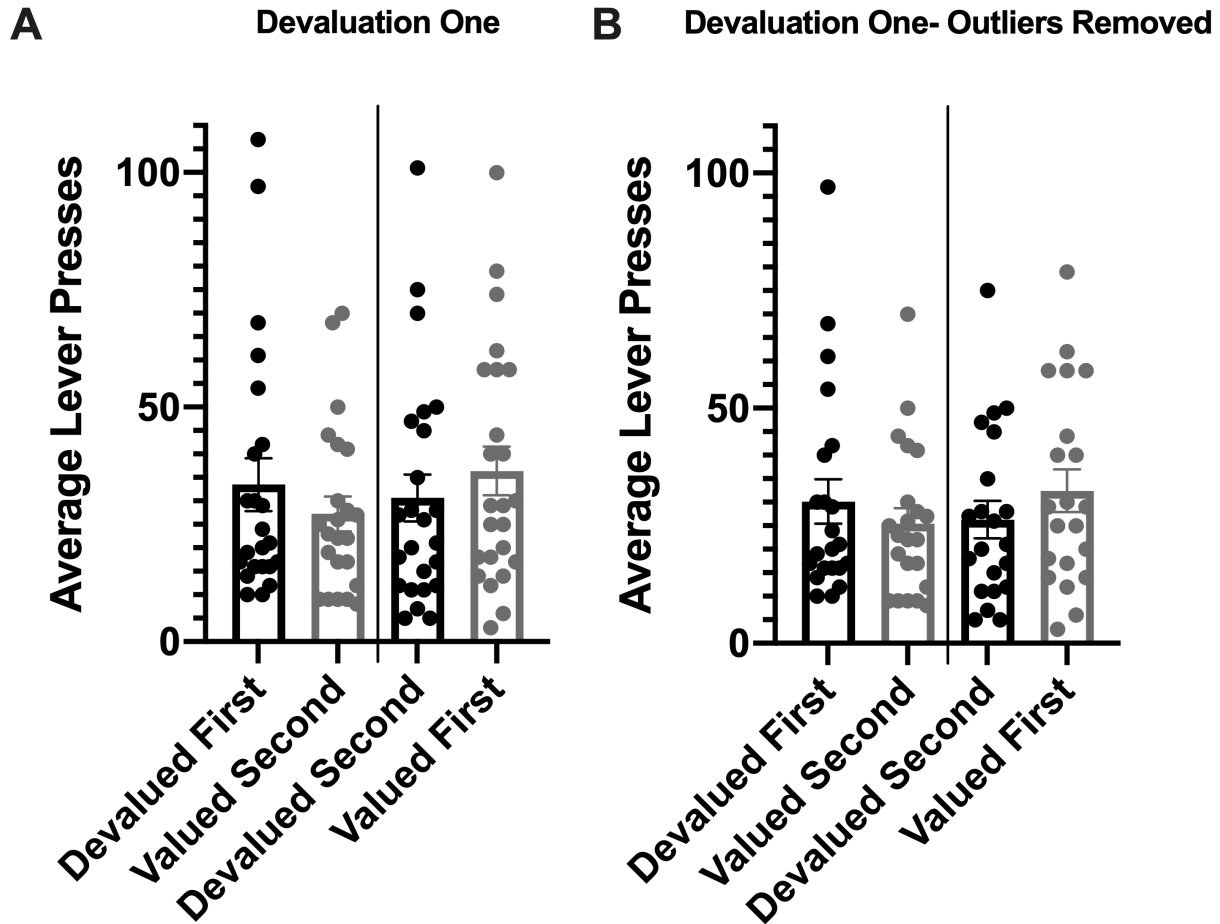 A
Devaluation One
Average Lever Presses
100
50
0
Devalued First
Valued Second
Devalued Second
Valued First
B
Devaluation One- Outliers Removed
Average Lever Presses
100
50
0
Devalued First
Valued Second
Devalued Second
Valued First